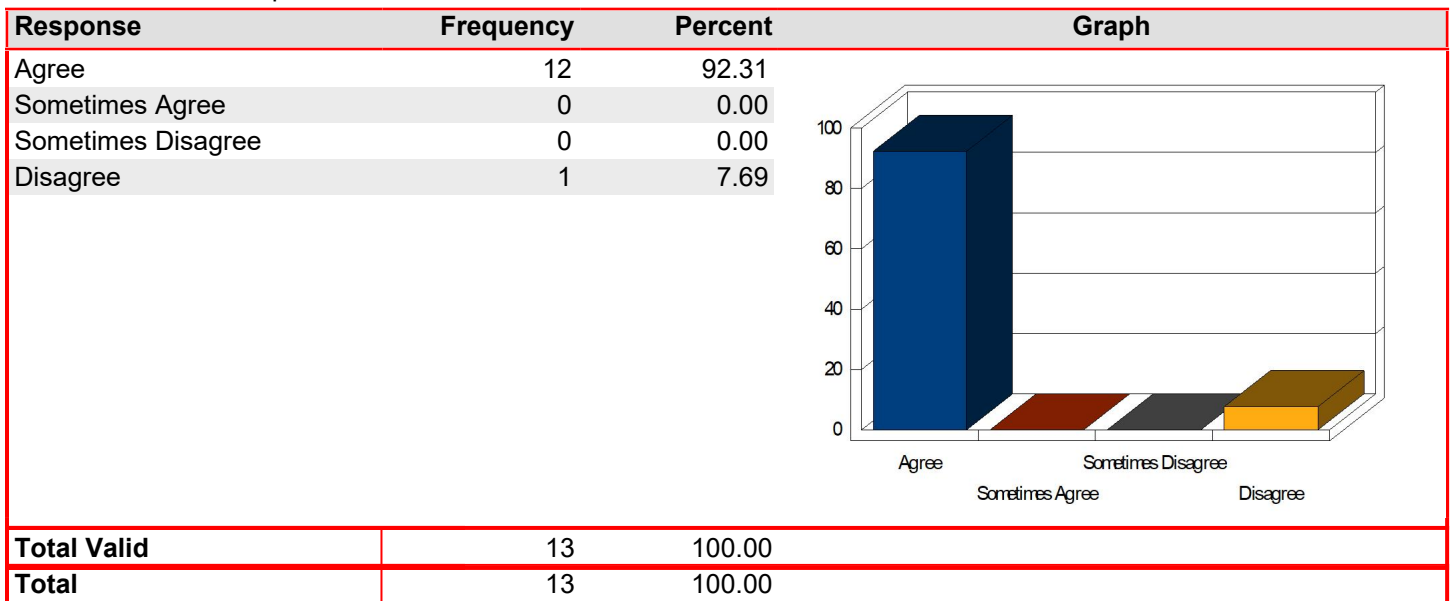 Response Frequency Percent Graph
Agree 12 92.31
Sometimes Agree 0 0.00
Sometimes Disagree 0 0.00
Disagree 1 7.69
100
80
60
40
20
0
Agree Sometimes Disagree
Sometimes Agree Disagree
Total Valid 13 100.00
Total 13 100.00